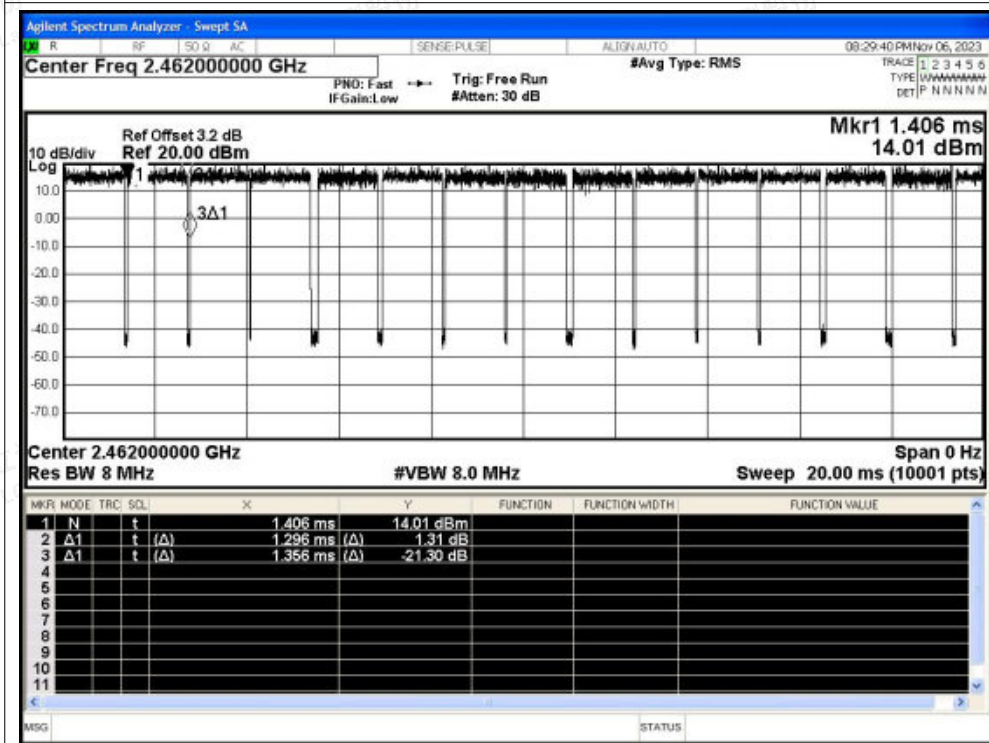 Agilent Spectrum Analyzer - Swept SA
LXI R RF 50 Ω AC SENSE:PULSE ALIGN AUTO 08:29:40 PM Nov 06, 2023
Center Freq 2.462000000 GHz #Avg Type: RMS TRACE 1 2 3 4 5 6
PNO: Fast Trig: Free Run TYPE WWWWWW
IFGain:Low #Atten: 30 dB DET P N N N N N
Mkr1 1.406 ms
Ref Offset 3.2 dB
10 dB/div Ref 20.00 dBm 14.01 dBm
Log
1
10.0
0.00
3Δ1
-10.0
-20.0
-30.0
-40.0
-50.0
-60.0
-70.0
Center 2.462000000 GHz Span 0 Hz
Res BW 8 MHz #VBW 8.0 MHz Sweep 20.00 ms (10001 pts)
MKR MODE TRC SCL X Y FUNCTION FUNCTION WIDTH FUNCTION VALUE
1 N t 1.406 ms 14.01 dBm
2 Δ1 t (Δ) 1.296 ms (Δ) 1.31 dB
3 Δ1 t (Δ) 1.356 ms (Δ) -21.30 dB
4
5
6
7
8
9
10
11
MSG STATUS